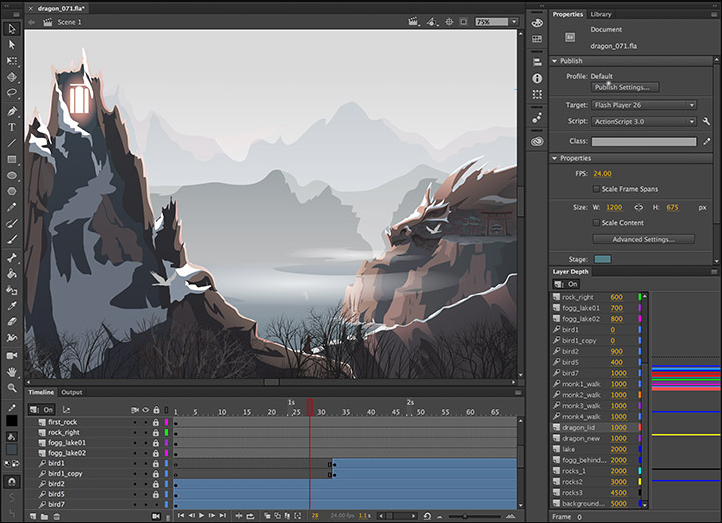 dragon_071.fla*
Scene 1
75%
Properties
Library
Document
dragon_071.fla
Publish
Profile: Default
Publish Settings...
Target: Flash Player 26
Script: ActionScript 3.0
Class:
Properties
FPS: 24.00
Scale Frame Spans
Size: W: 1200 H: 675 px
Scale Content
Advanced Settings...
Stage:
Layer Depth
On
rock_right 600
fogg_lake01 700
fogg_lake02 800
bird1 0
bird1_copy 0
bird2 900
bird5 400
bird7 1000
monk1_walk 1000
monk2_walk 1000
monk3_walk 1000
monk4_walk 1000
dragon_lid 1000
dragon_new 1000
lake 2000
fogg_behind... 2000
rocks_1 2000
rocks2 3000
rocks3 4500
background... 5000
Frame 0
Timeline
Output
On
1s
2s
1 5 10 15 20 25 30 35 40 45 50 55 60 65
first_rock
rock_right
fogg_lake01
fogg_lake02
bird1
bird1_copy
bird2
bird5
bird7
28 24.00 fps 1.1 s